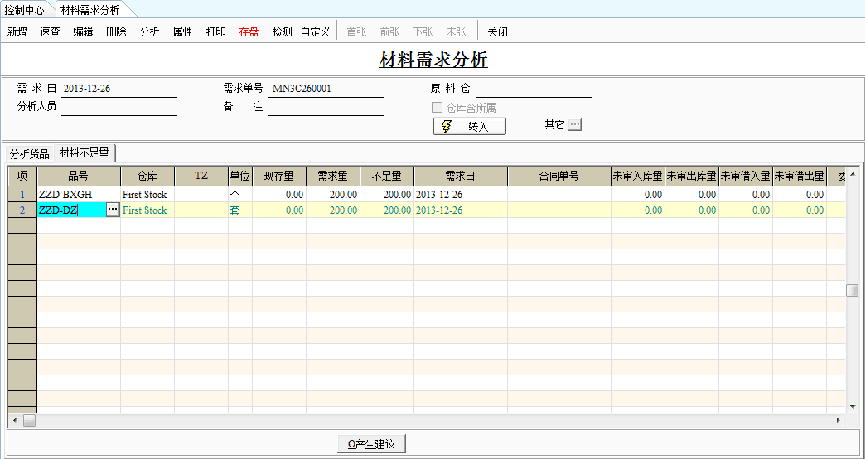 控制中心 材料需求分析
新增 速查 编辑 删除 分析 属性 打印 存盘 检测 自定义 首张 前张 下张 末张 关闭
材料需求分析
需 求 日 2013-12-26 需求单号 MN3C260001 原 料 仓
分析人员 备 注 仓库含所属
转入 其它 ...
分析货品 材料不足量
项 品号 仓库 TZ 单位 现存量 需求量 不足量 需求日 合同单号 未审入库量 未审出库量 未审借入量 未审借出量
1 ZZD-BXGH First Stock 个 0.00 200.00 200.00 2013-12-26 0.00 0.00 0.00 0.00
2 ZZD-DZ ... First Stock 套 0.00 200.00 200.00 2013-12-26 0.00 0.00 0.00 0.00
Q产生建议